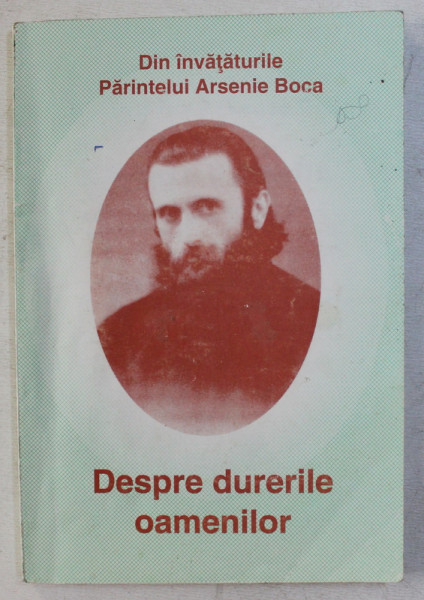 Din învăţăturile
Părintelui Arsenie Boca
Despre durerile
oamenilor